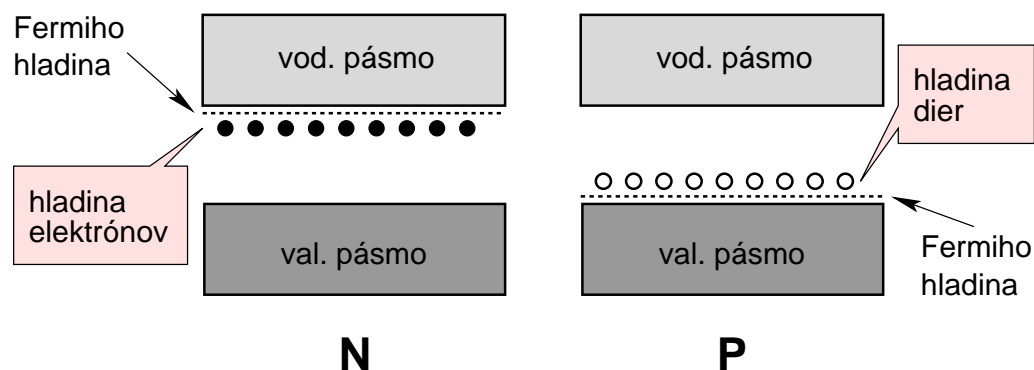 Fermiho
hladina
vod. pásmo
hladina
elektrónov
val. pásmo
N
vod. pásmo
hladina
dier
val. pásmo
Fermiho
hladina
P